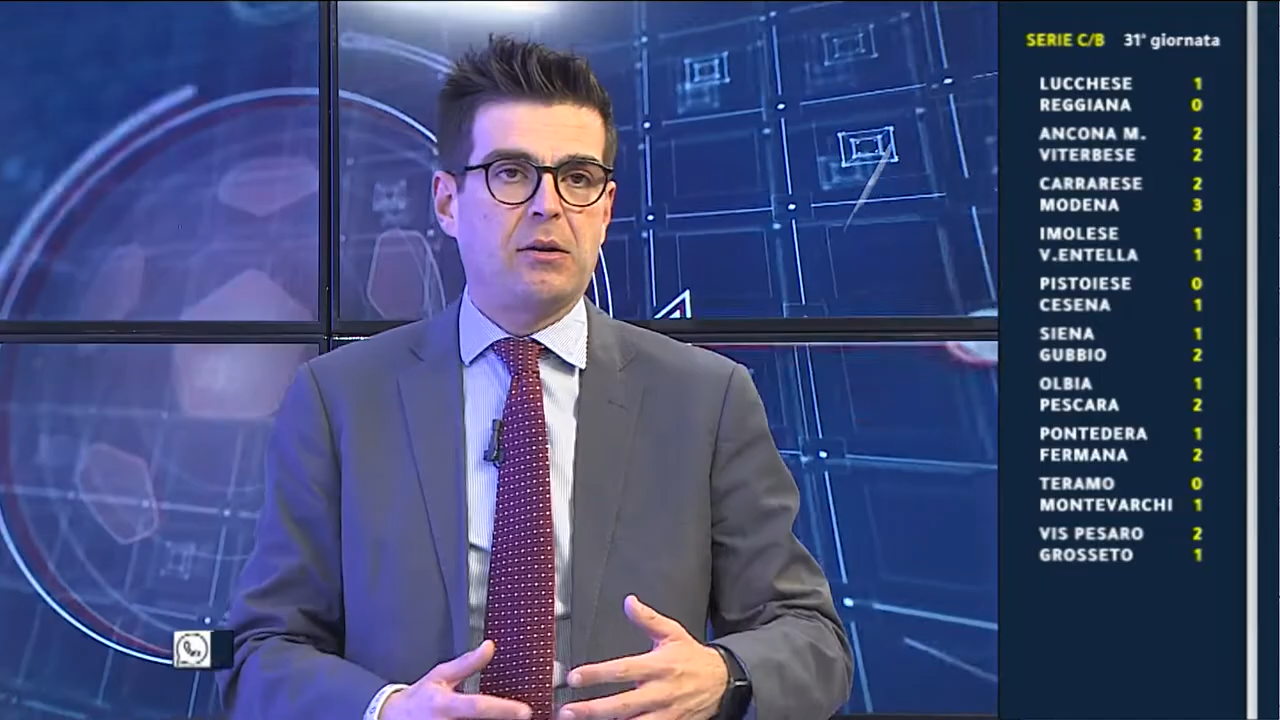 SERIE C/B 31ª giornata
LUCCHESE 1
REGGIANA 0
ANCONA M. 2
VITERBESE 2
CARRARESE 2
MODENA 3
IMOLESE 1
V.ENTELLA 1
PISTOIESE 0
CESENA 1
SIENA 1
GUBBIO 2
OLBIA 1
PESCARA 2
PONTEDERA 1
FERMANA 2
TERAMO 0
MONTEVARCHI 1
VIS PESARO 2
GROSSETO 1